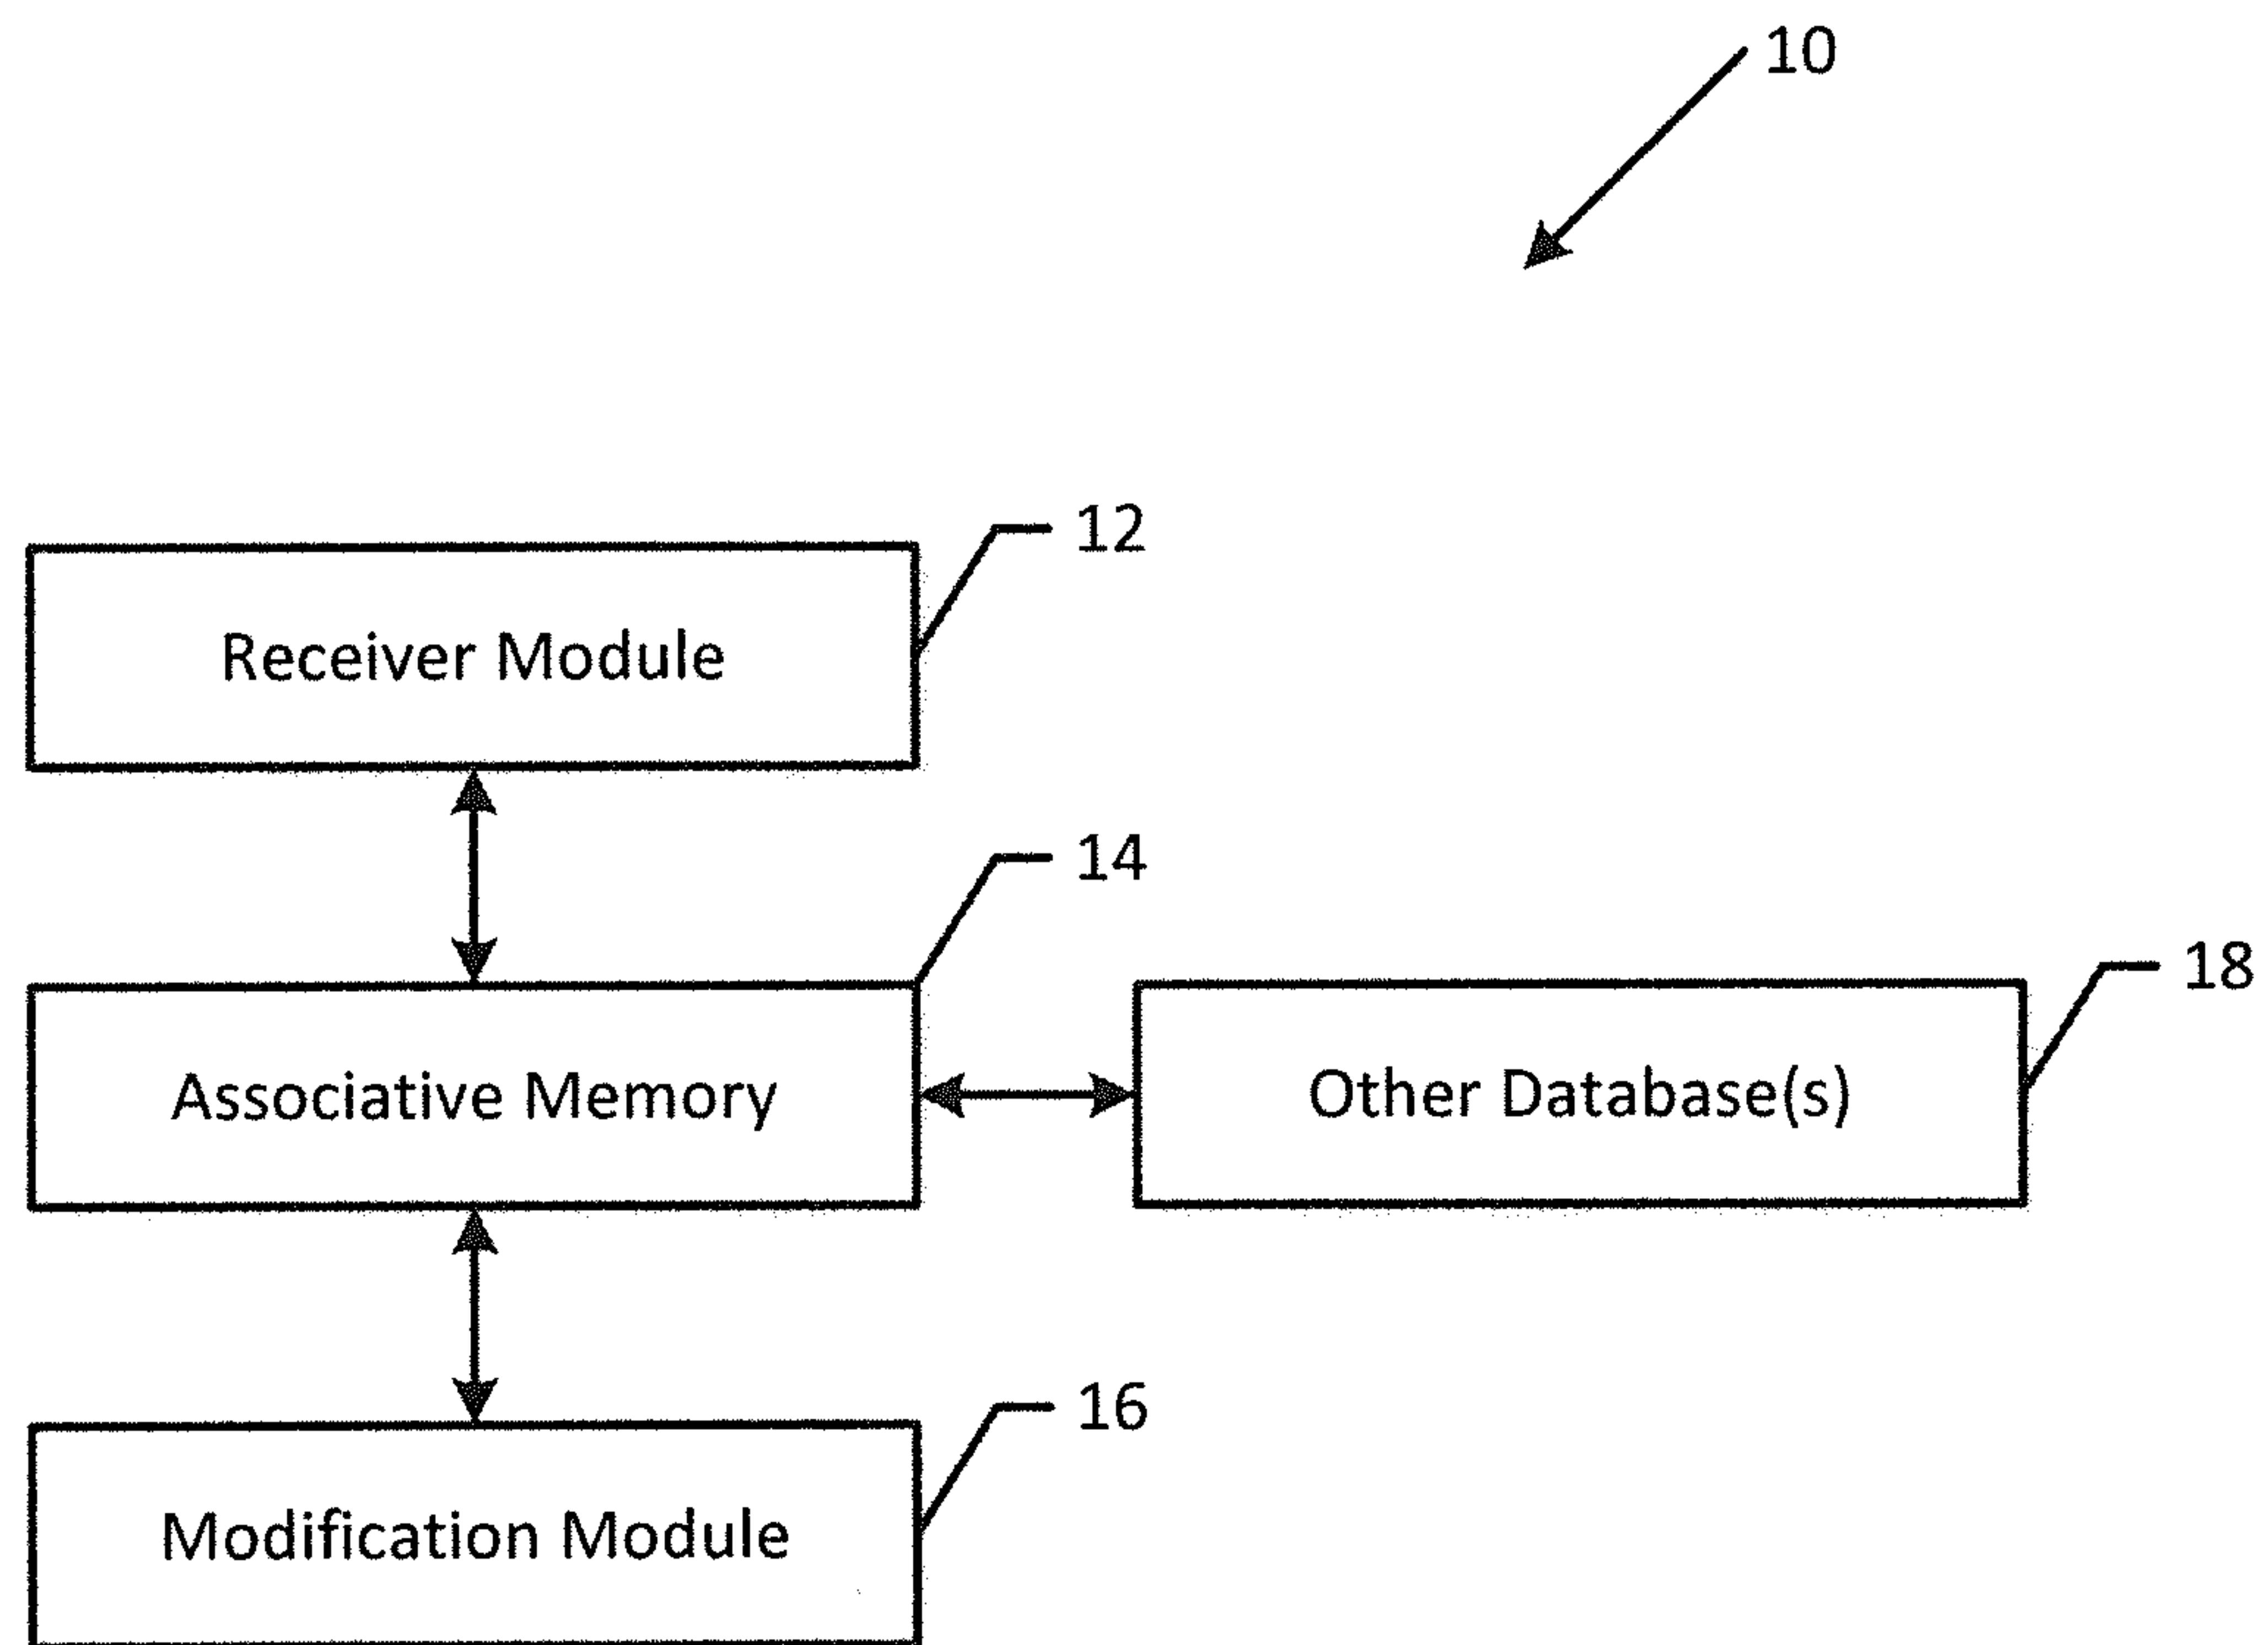 10
12
Receiver Module
14
18
Associative Memory
Other Database(s)
16
Modification Module